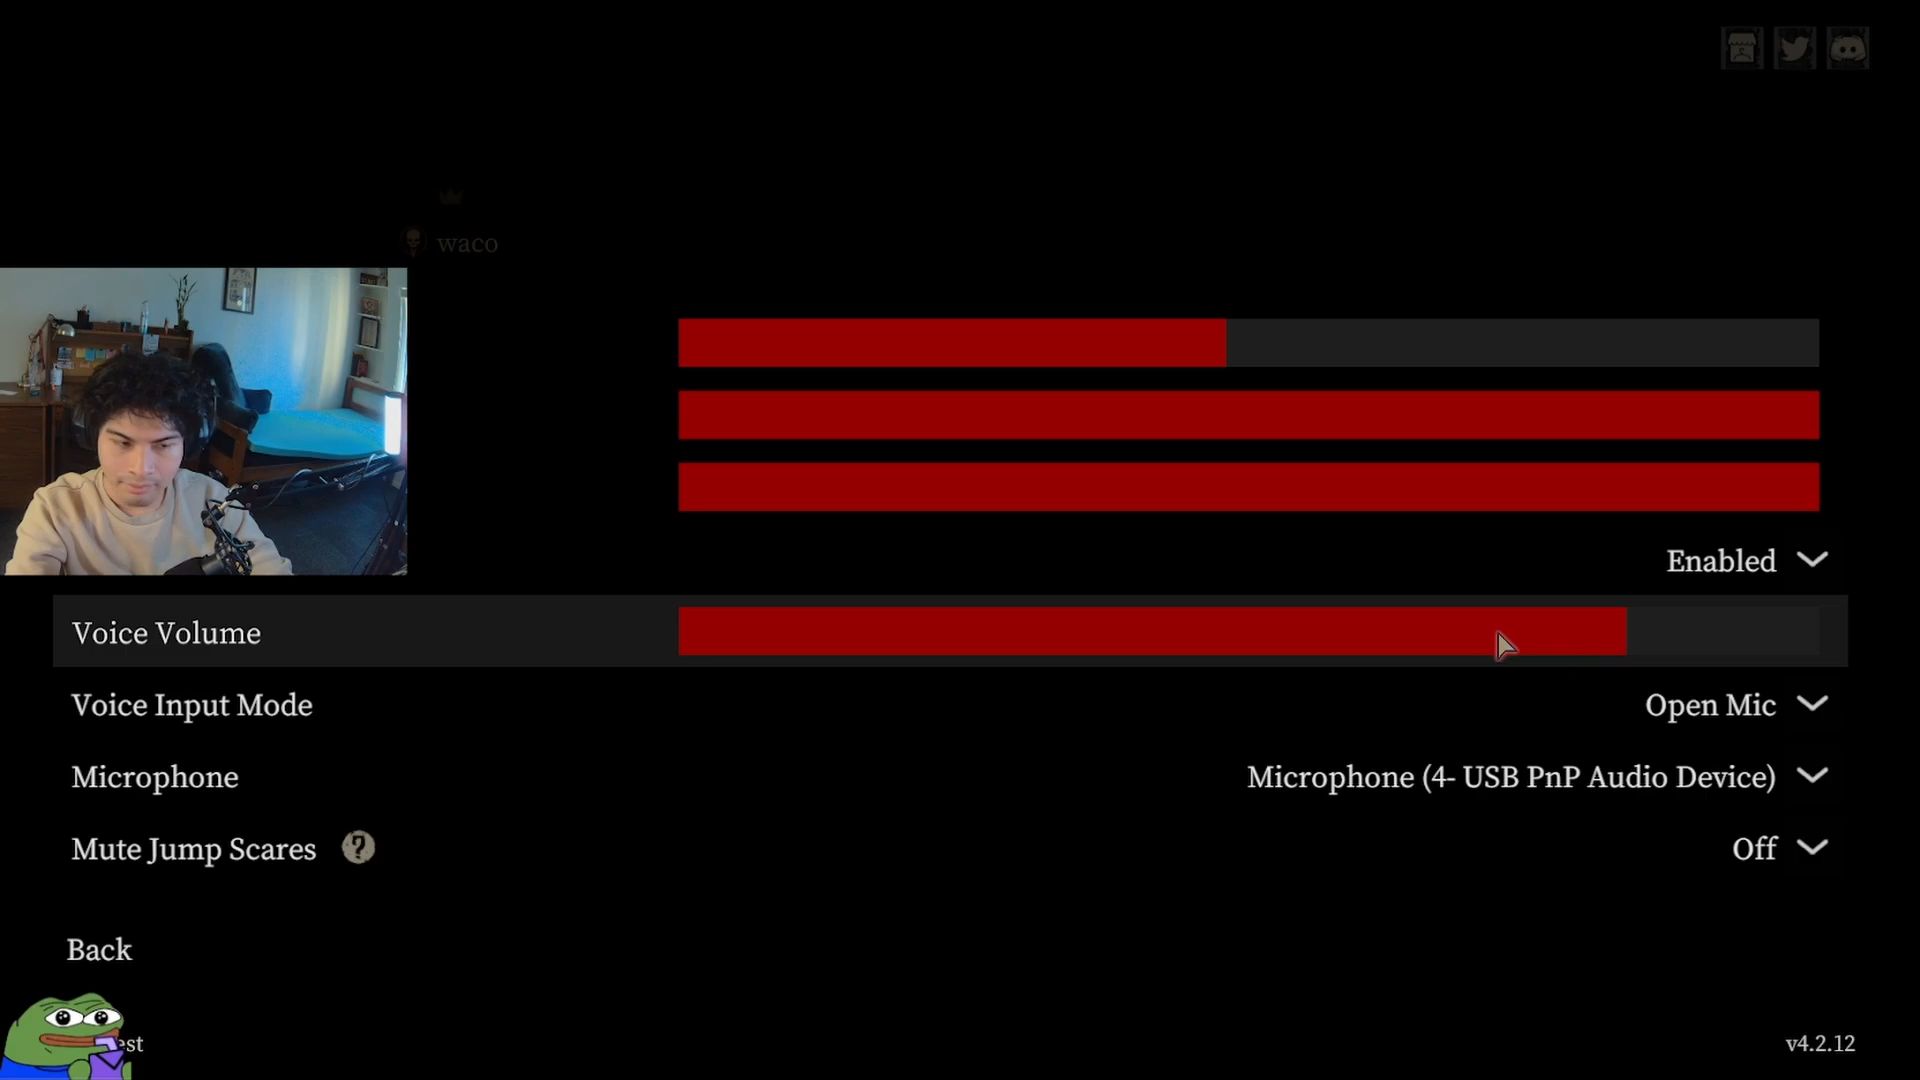 waco
Enabled
Voice Volume
Voice Input Mode
Open Mic
Microphone
Microphone (4- USB PnP Audio Device)
Mute Jump Scares
?
Off
Back
est
v4.2.12